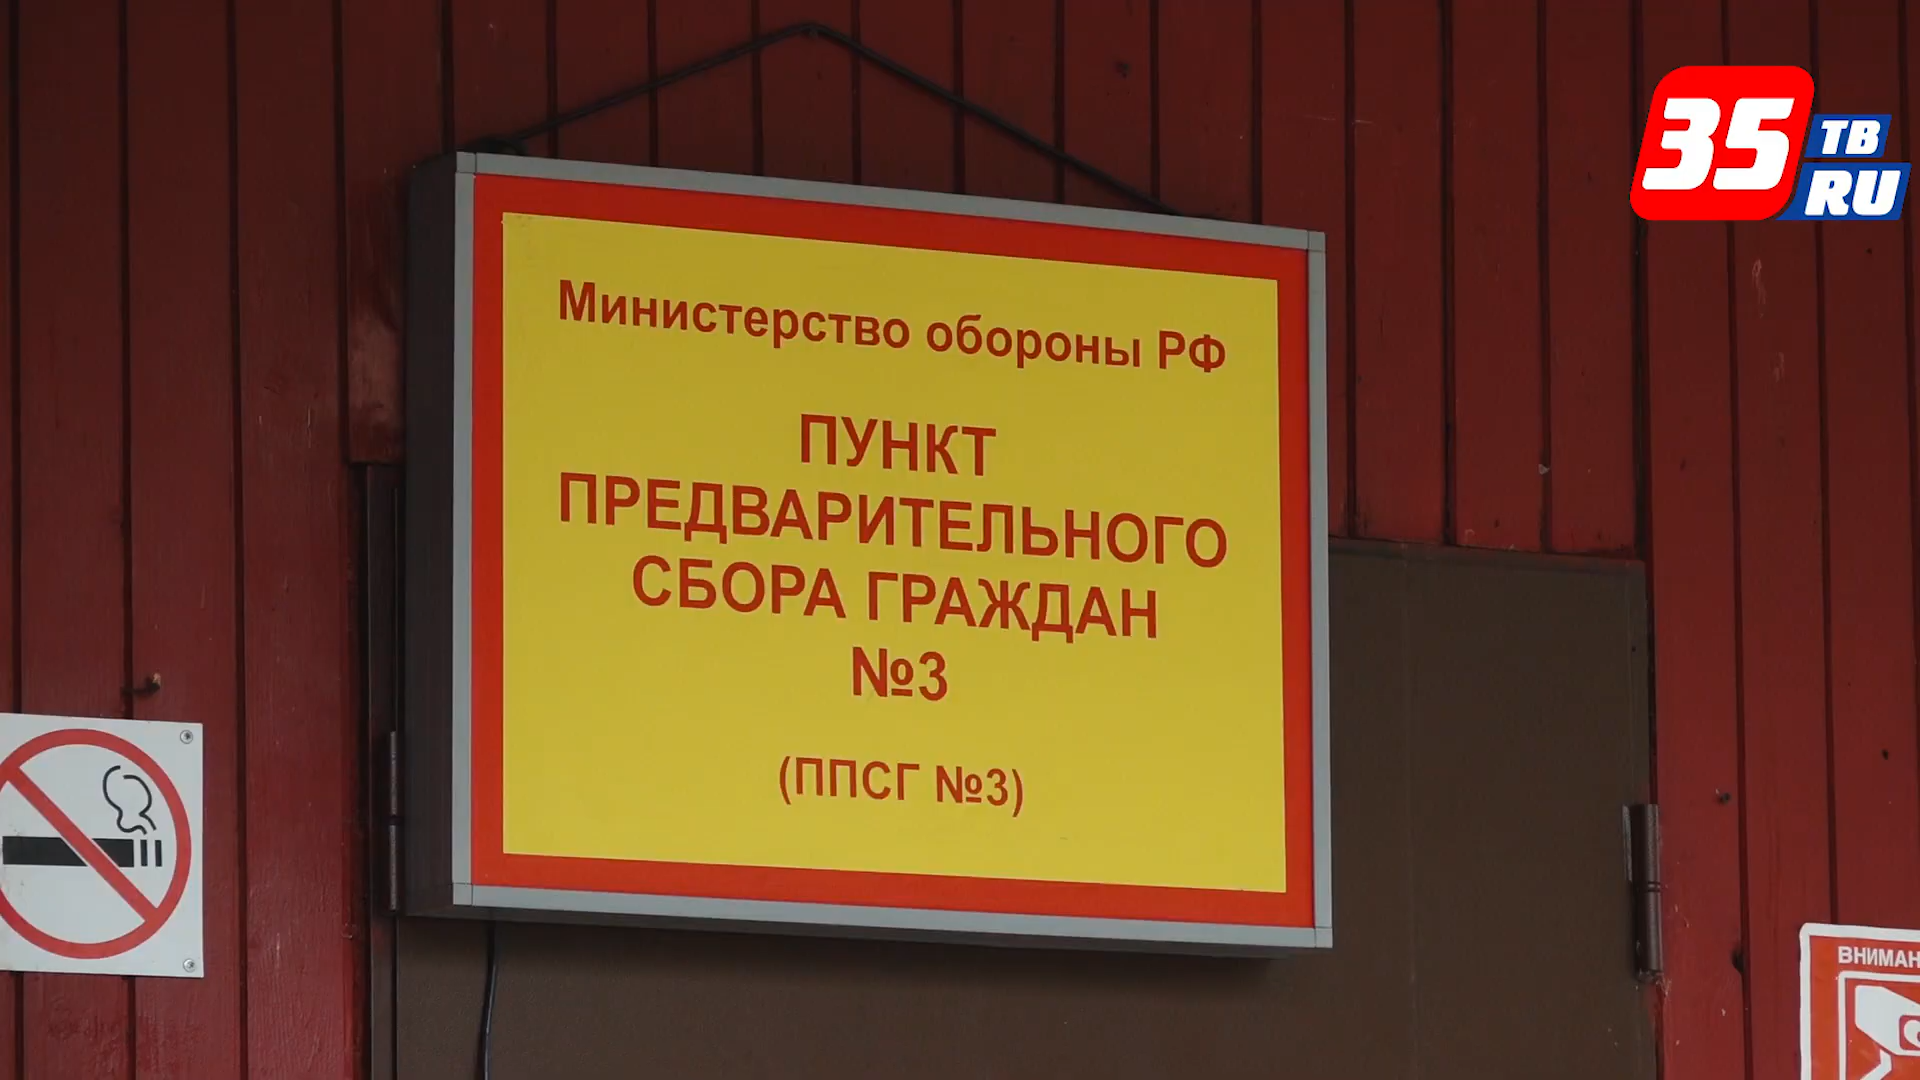 35
ТВ
RU
Министерство обороны РФ
ПУНКТ
ПРЕДВАРИТЕЛЬНОГО
СБОРА ГРАЖДАН
№3
(ППСГ №3)